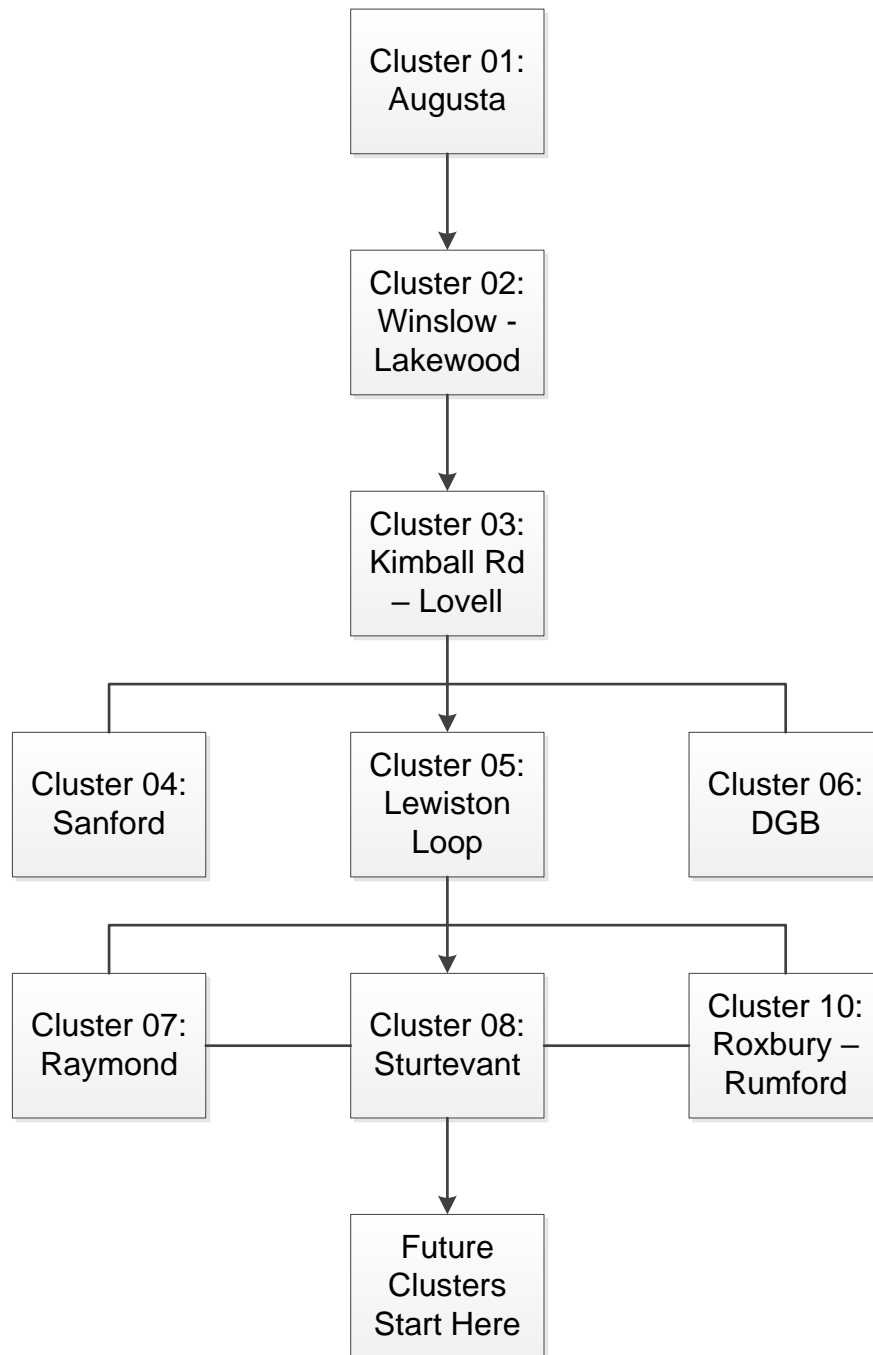 Cluster 01:
Augusta
Cluster 02:
Winslow -
Lakewood
Cluster 03:
Kimball Rd
– Lovell
Cluster 04:
Sanford
Cluster 05:
Lewiston
Loop
Cluster 06:
DGB
Cluster 07:
Raymond
Cluster 08:
Sturtevant
Cluster 10:
Roxbury –
Rumford
Future
Clusters
Start Here